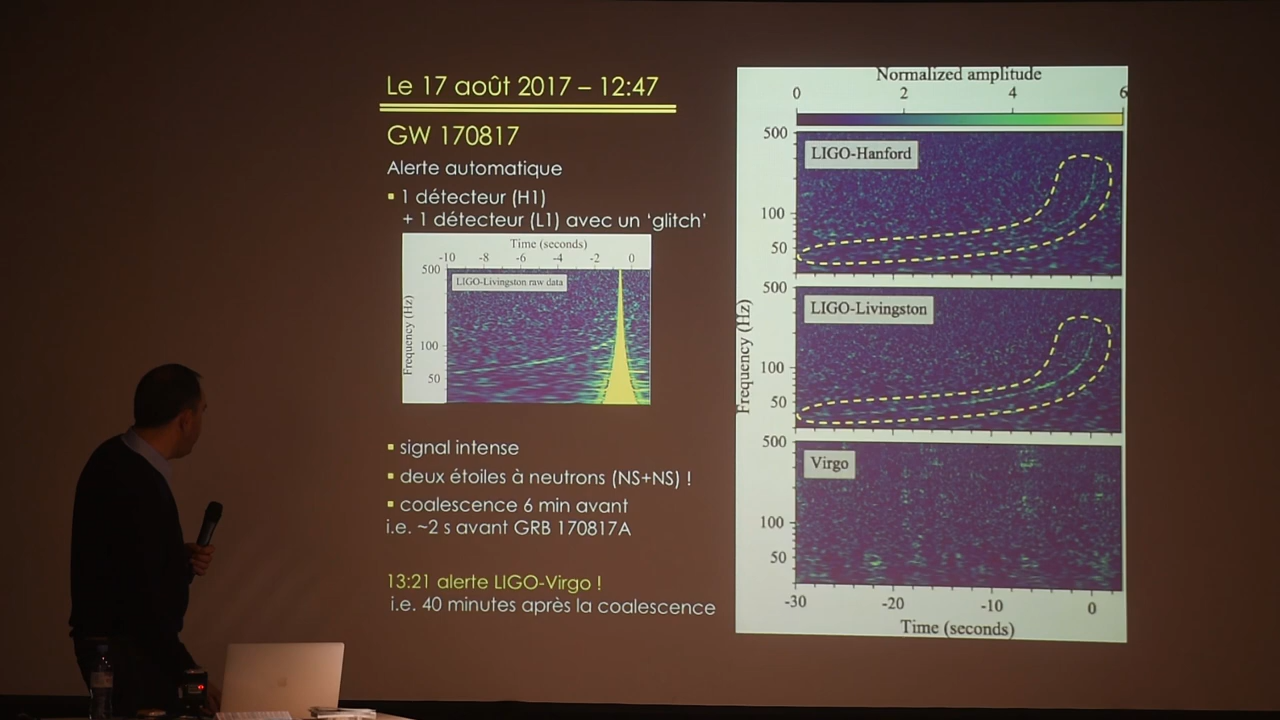 Le 17 août 2017 – 12:47
GW 170817
Alerte automatique
▪ 1 détecteur (H1)
+ 1 détecteur (L1) avec un ‘glitch’
Time (seconds)
-10 -8 -6 -4 -2 0
500
LIGO-Livingston raw data
100
50
Frequency (Hz)
▪ signal intense
▪ deux étoiles à neutrons (NS+NS) !
▪ coalescence 6 min avant
i.e. ~2 s avant GRB 170817A
13:21 alerte LIGO-Virgo !
i.e. 40 minutes après la coalescence
Normalized amplitude
0 2 4 6
500
LIGO-Hanford
100
50
500
LIGO-Livingston
100
50
Frequency (Hz)
500
Virgo
100
50
-30 -20 -10 0
Time (seconds)